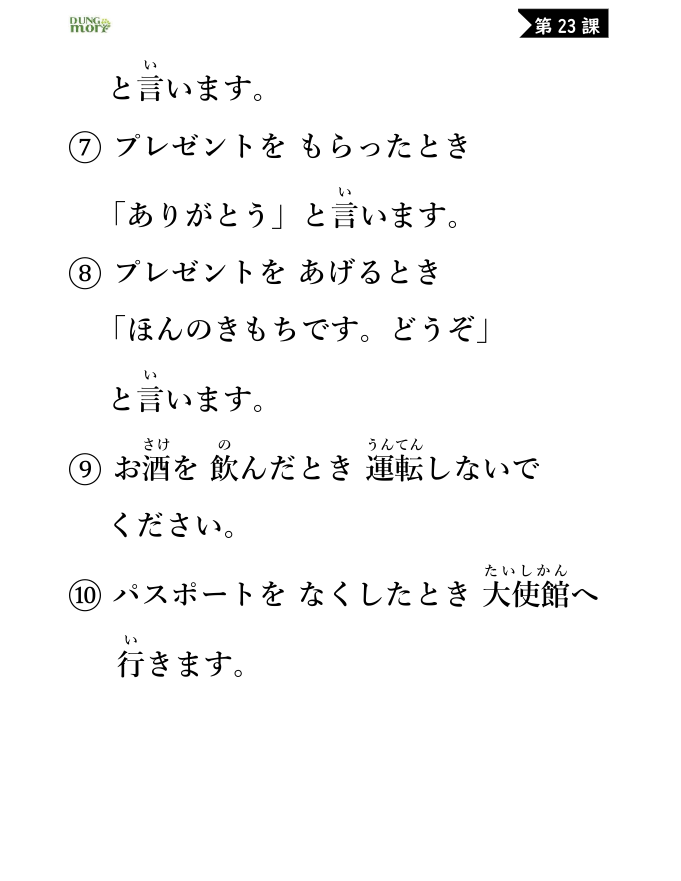 DUNG
mori
第 23 課
い
と言います。
⑦ プレゼントを もらったとき
い
「ありがとう」と言います。
⑧ プレゼントを あげるとき
「ほんのきもちです。どうぞ」
い
と言います。
さけ の うんてん
⑨ お酒を 飲んだとき 運転しないで
ください。
たいしかん
⑩ パスポートを なくしたとき 大使館へ
い
行きます。